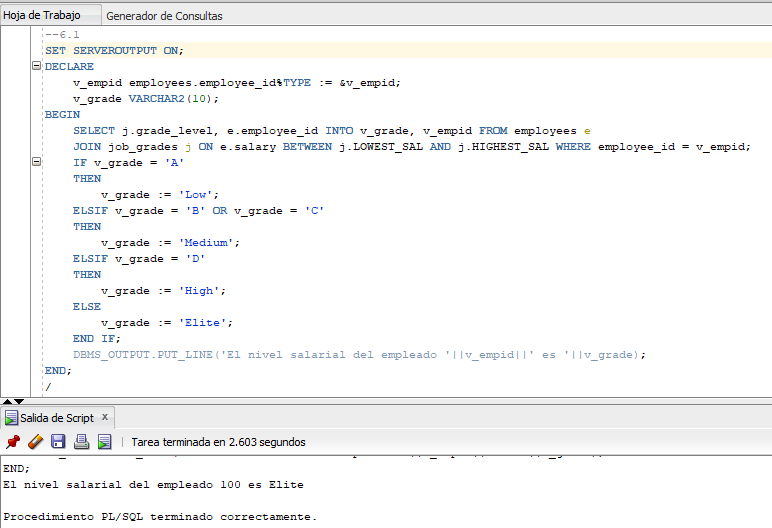 Hoja de Trabajo Generador de Consultas
--6.1
SET SERVEROUTPUT ON;
DECLARE
v_empid employees.employee_id%TYPE := &v_empid;
v_grade VARCHAR2(10);
BEGIN
SELECT j.grade_level, e.employee_id INTO v_grade, v_empid FROM employees e
JOIN job_grades j ON e.salary BETWEEN j.LOWEST_SAL AND j.HIGHEST_SAL WHERE employee_id = v_empid;
IF v_grade = 'A'
THEN
v_grade := 'Low';
ELSIF v_grade = 'B' OR v_grade = 'C'
THEN
v_grade := 'Medium';
ELSIF v_grade = 'D'
THEN
v_grade := 'High';
ELSE
v_grade := 'Elite';
END IF;
DBMS_OUTPUT.PUT_LINE('El nivel salarial del empleado '||v_empid||' es '||v_grade);
END;
/
Salida de Script x
Tarea terminada en 2.603 segundos
END;
El nivel salarial del empleado 100 es Elite
Procedimiento PL/SQL terminado correctamente.